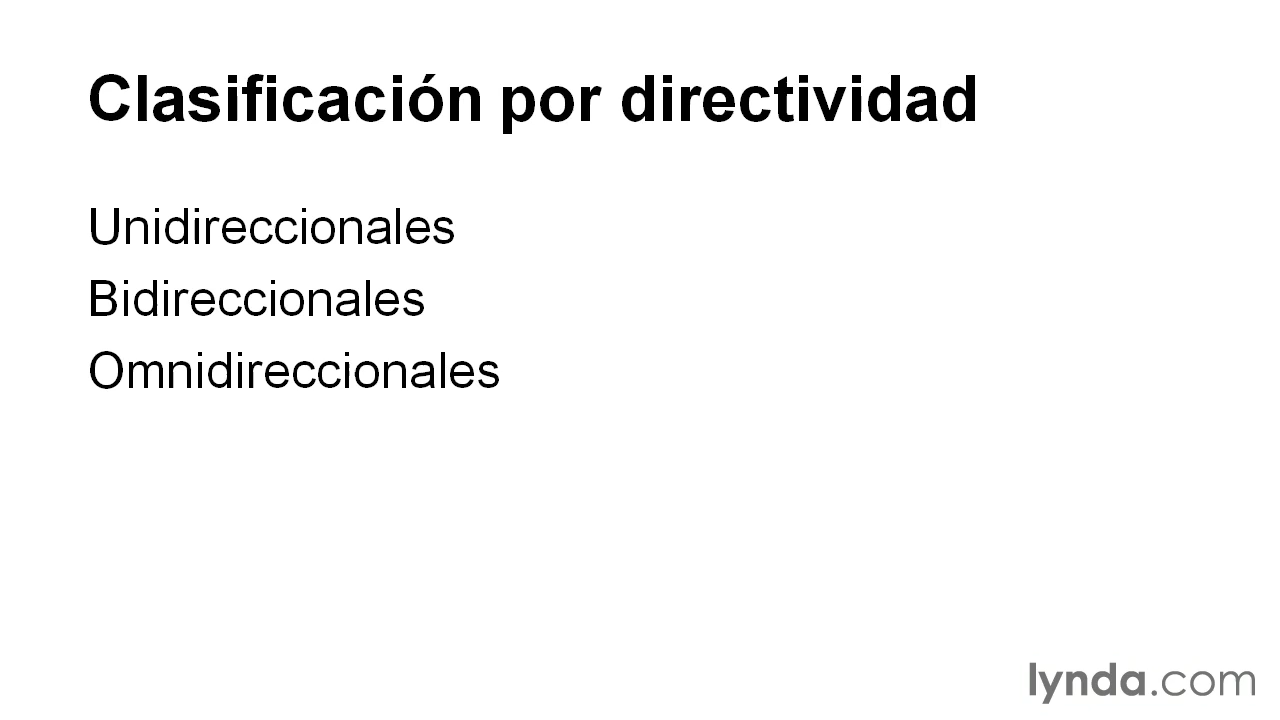 Clasificación por directividad
Unidireccionales
Bidireccionales
Omnidireccionales
lynda.com